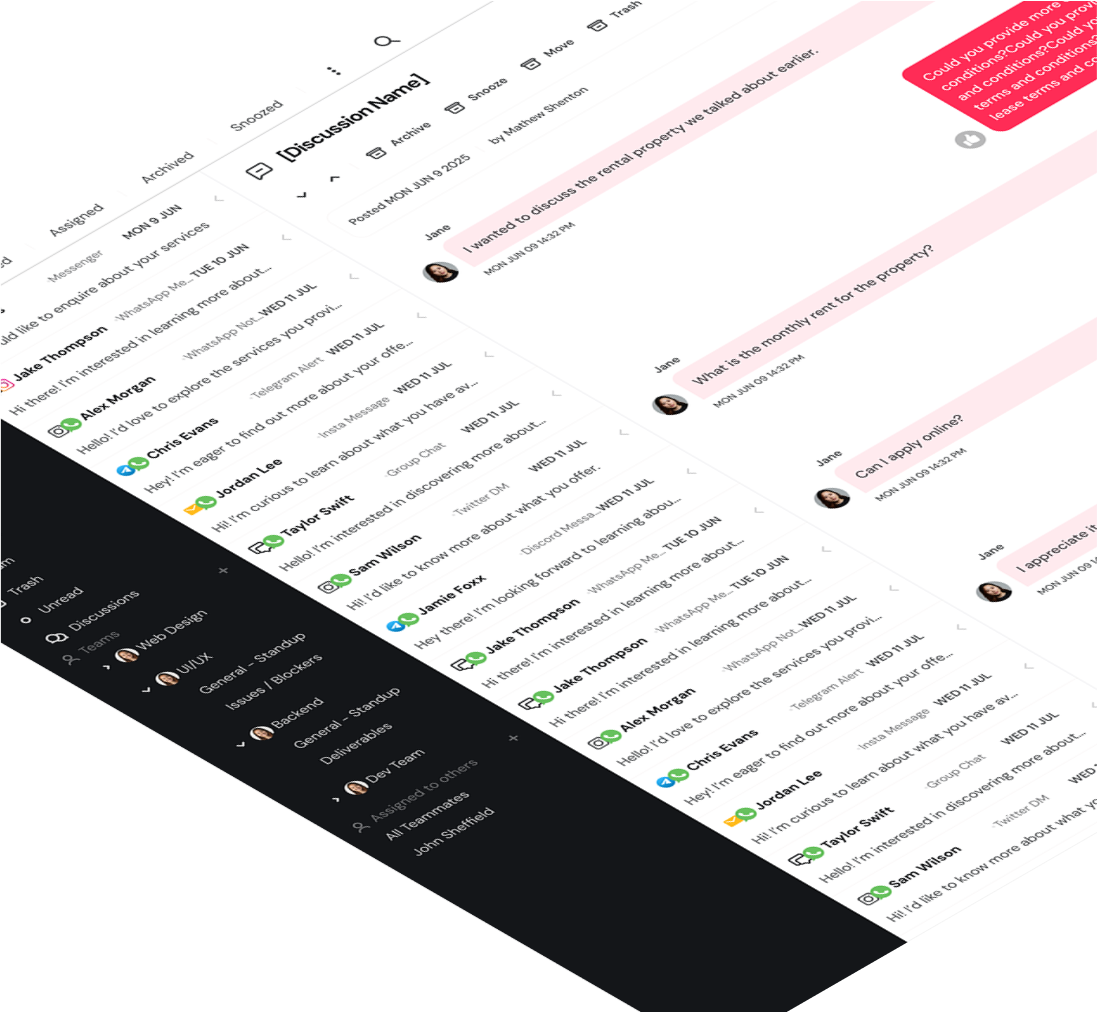 Trash
Unread
Discussions
Teams
Web Design
UI/UX
General - Standup
Issues / Blockers
Backend
General - Standup
Deliverables
Dev Team
Assigned to others
All Teammates
John Sheffield
Assigned
Archived
Snoozed
Messenger
MON 9 JUN
like to enquire about your services
Jake Thompson
WhatsApp Me... TUE 10 JUN
Hi there! I'm interested in learning more about...
Alex Morgan
WhatsApp Not... WED 11 JUL
Hello! I'd love to explore the services you provi...
Chris Evans
Telegram Alert WED 11 JUL
Hey! I'm eager to find out more about your offe...
Jordan Lee
Insta Message WED 11 JUL
Hi! I'm curious to learn about what you have av...
Taylor Swift
Group Chat WED 11 JUL
Hello! I'm interested in discovering more about...
Sam Wilson
Twitter DM WED 11 JUL
Hi! I'd like to know more about what you offer.
Jamie Foxx
Discord Messa... WED 11 JUL
Hey there! I'm looking forward to learning abou...
Jake Thompson
WhatsApp Me... TUE 10 JUN
Hi there! I'm interested in learning more about...
Jake Thompson
WhatsApp Me... TUE 10 JUN
Hi there! I'm interested in learning more about...
Alex Morgan
WhatsApp Not... WED 11 JUL
Hello! I'd love to explore the services you provi...
Chris Evans
Telegram Alert WED 11 JUL
Hey! I'm eager to find out more about your offe...
Jordan Lee
Insta Message WED 11 JUL
Hi! I'm curious to learn about what you have av...
Taylor Swift
Group Chat WED 11 JUL
Hello! I'm interested in discovering more about...
Sam Wilson
Twitter DM WED
Hi! I'd like to know more about what
[Discussion Name]
Archive
Snooze
Move
Trash
Posted MON JUN 9 2025
by Mathew Shenton
Jane
I wanted to discuss the rental property we talked about earlier.
MON JUN 09 14:32 PM
Could you provide more
conditions?Could you
and conditions?Could
terms and conditions
lease terms and
Jane
What is the monthly rent for the property?
MON JUN 09 14:32 PM
Jane
Can I apply online?
MON JUN 09 14:32 PM
Jane
I appreciate it
MON JUN 09